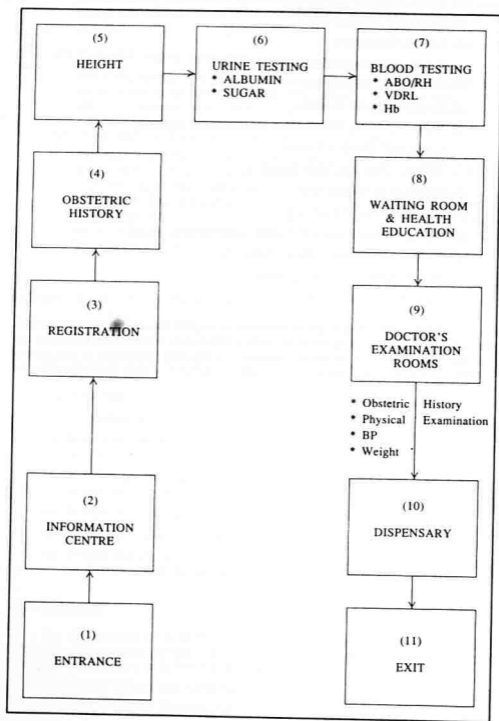 (1)
ENTRANCE
(2)
INFORMATION
CENTRE
(3)
REGISTRATION
(4)
OBSTETRIC
HISTORY
(5)
HEIGHT
(6)
URINE TESTING
* ALBUMIN
* SUGAR
(7)
BLOOD TESTING
* ABO/RH
* VDRL
* Hb
(8)
WAITING ROOM
& HEALTH
EDUCATION
(9)
DOCTOR'S
EXAMINATION
ROOMS
* Obstetric History
* Physical Examination
* BP
* Weight
(10)
DISPENSARY
(11)
EXIT